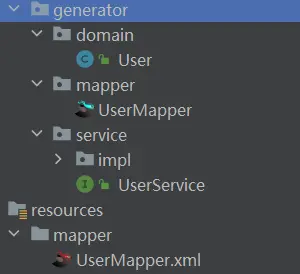 generator
domain
User
mapper
UserMapper
service
impl
UserService
resources
mapper
UserMapper.xml